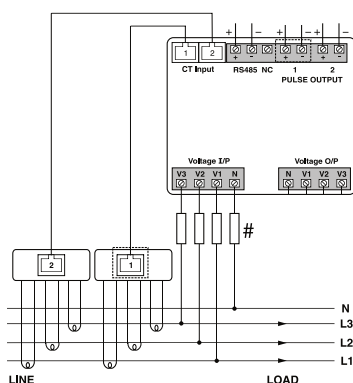 + − + − + −
1 2
+ − + − + −
CT Input RS485 NC 1 2
PULSE OUTPUT
Voltage I/P Voltage O/P
V3 V2 V1 N N V1 V2 V3
#
2 1
N
L3
L2
L1
LINE LOAD